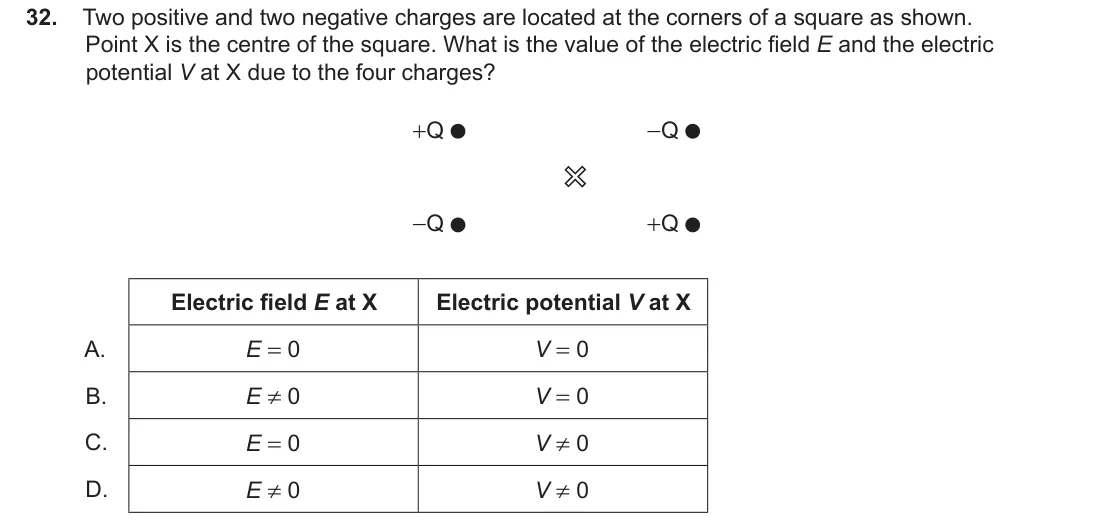 32. Two positive and two negative charges are located at the corners of a square as shown.
Point X is the centre of the square. What is the value of the electric field E and the electric
potential V at X due to the four charges?
+Q ● −Q ●
−Q ● +Q ●
Electric field E at X Electric potential V at X
A. E = 0 V = 0
B. E ≠ 0 V = 0
C. E = 0 V ≠ 0
D. E ≠ 0 V ≠ 0